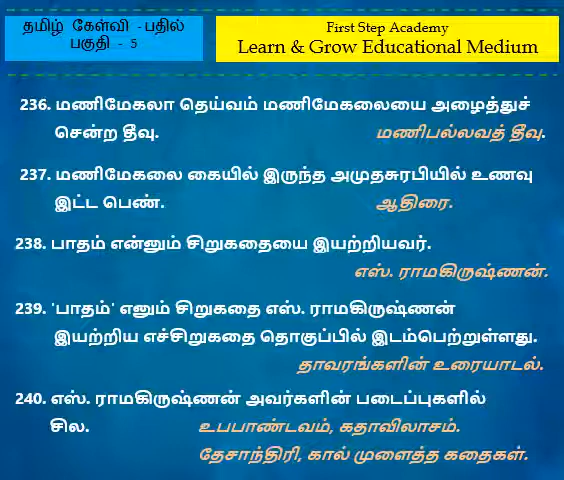 தமிழ் கேள்வி - பதில்
பகுதி - 5
First Step Academy
Learn & Grow Educational Medium
236. மணிமேகலா தெய்வம் மணிமேகலையை அழைத்துச்
சென்ற தீவு. மணிபல்லவத் தீவு.
237. மணிமேகலை கையில் இருந்த அமுதசுரபியில் உணவு
இட்ட பெண். ஆதிரை.
238. பாதம் என்னும் சிறுகதையை இயற்றியவர்.
எஸ். ராமகிருஷ்ணன்.
239. 'பாதம்' எனும் சிறுகதை எஸ். ராமகிருஷ்ணன்
இயற்றிய எச்சிறுகதை தொகுப்பில் இடம்பெற்றுள்ளது.
தாவரங்களின் உரையாடல்.
240. எஸ். ராமகிருஷ்ணன் அவர்களின் படைப்புகளில்
சில. உபபாண்டவம், கதாவிலாசம்.
தேசாந்திரி, கால் முளைத்த கதைகள்.